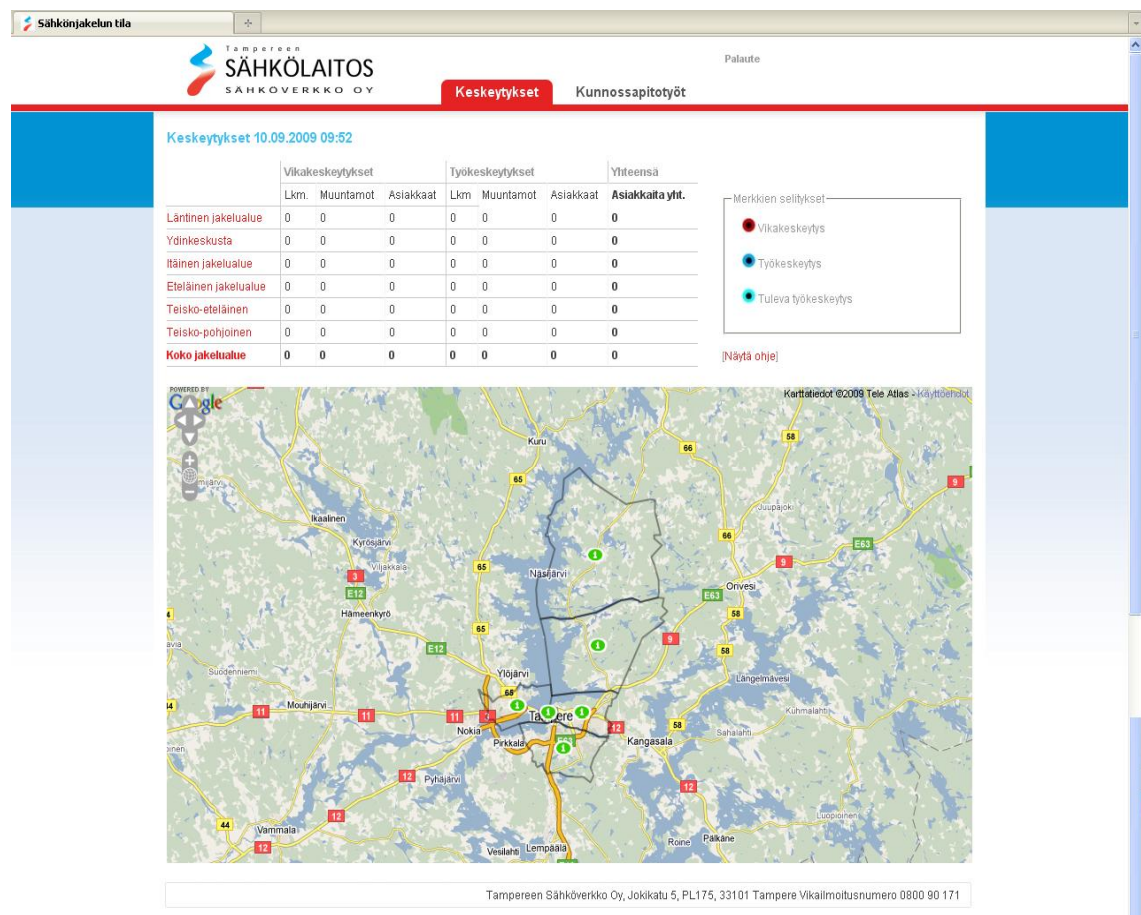 Sähkönjakelun tila
Tampereen
SÄHKÖLAITOS
SÄHKÖVERKKO OY
Palaute
Keskeytykset Kunnossapitotyöt
Keskeytykset 10.09.2009 09:52
Vikakeskeytykset Työkeskeytykset Yhteensä
Lkm. Muuntamot Asiakkaat Lkm Muuntamot Asiakkaat Asiakkaita yht.
Läntinen jakelualue 0 0 0 0 0 0 0
Ydinkeskusta 0 0 0 0 0 0 0
Itäinen jakelualue 0 0 0 0 0 0 0
Eteläinen jakelualue 0 0 0 0 0 0 0
Teisko-eteläinen 0 0 0 0 0 0 0
Teisko-pohjoinen 0 0 0 0 0 0 0
Koko jakelualue 0 0 0 0 0 0 0
Merkkien selitykset
Vikakeskeytys
Työkeskeytys
Tuleva työkeskeytys
[Näytä ohje]
POWERED BY
Google
Karttatiedot ©2009 Tele Atlas - Käyttöehdot
Kuru
58
66
65
9
Juupajoki
Ikaalinen
66
Kyrösjärvi
E63
Viljakkala
9
65
Näsijärvi
3
Orivesi
E12
E63
Hämeenkyrö
58
4
65
9
avia
E12
58
Suodenniemi
Ylöjärvi
Längelmävesi
65
44
Mouhijärvi
11
11
11
3
Tampere
Kuhmalahti
58
12
Nokia
Sahalahti
Pirkkala
E63
Kangasala
12
Pyhäjärvi
12
12
44
Luopioinen
Vammala
12
Roine
Pälkäne
Vesilahti
Lempäälä
Tampereen Sähköverkko Oy, Jokikatu 5, PL175, 33101 Tampere Vikailmoitusnumero 0800 90 171